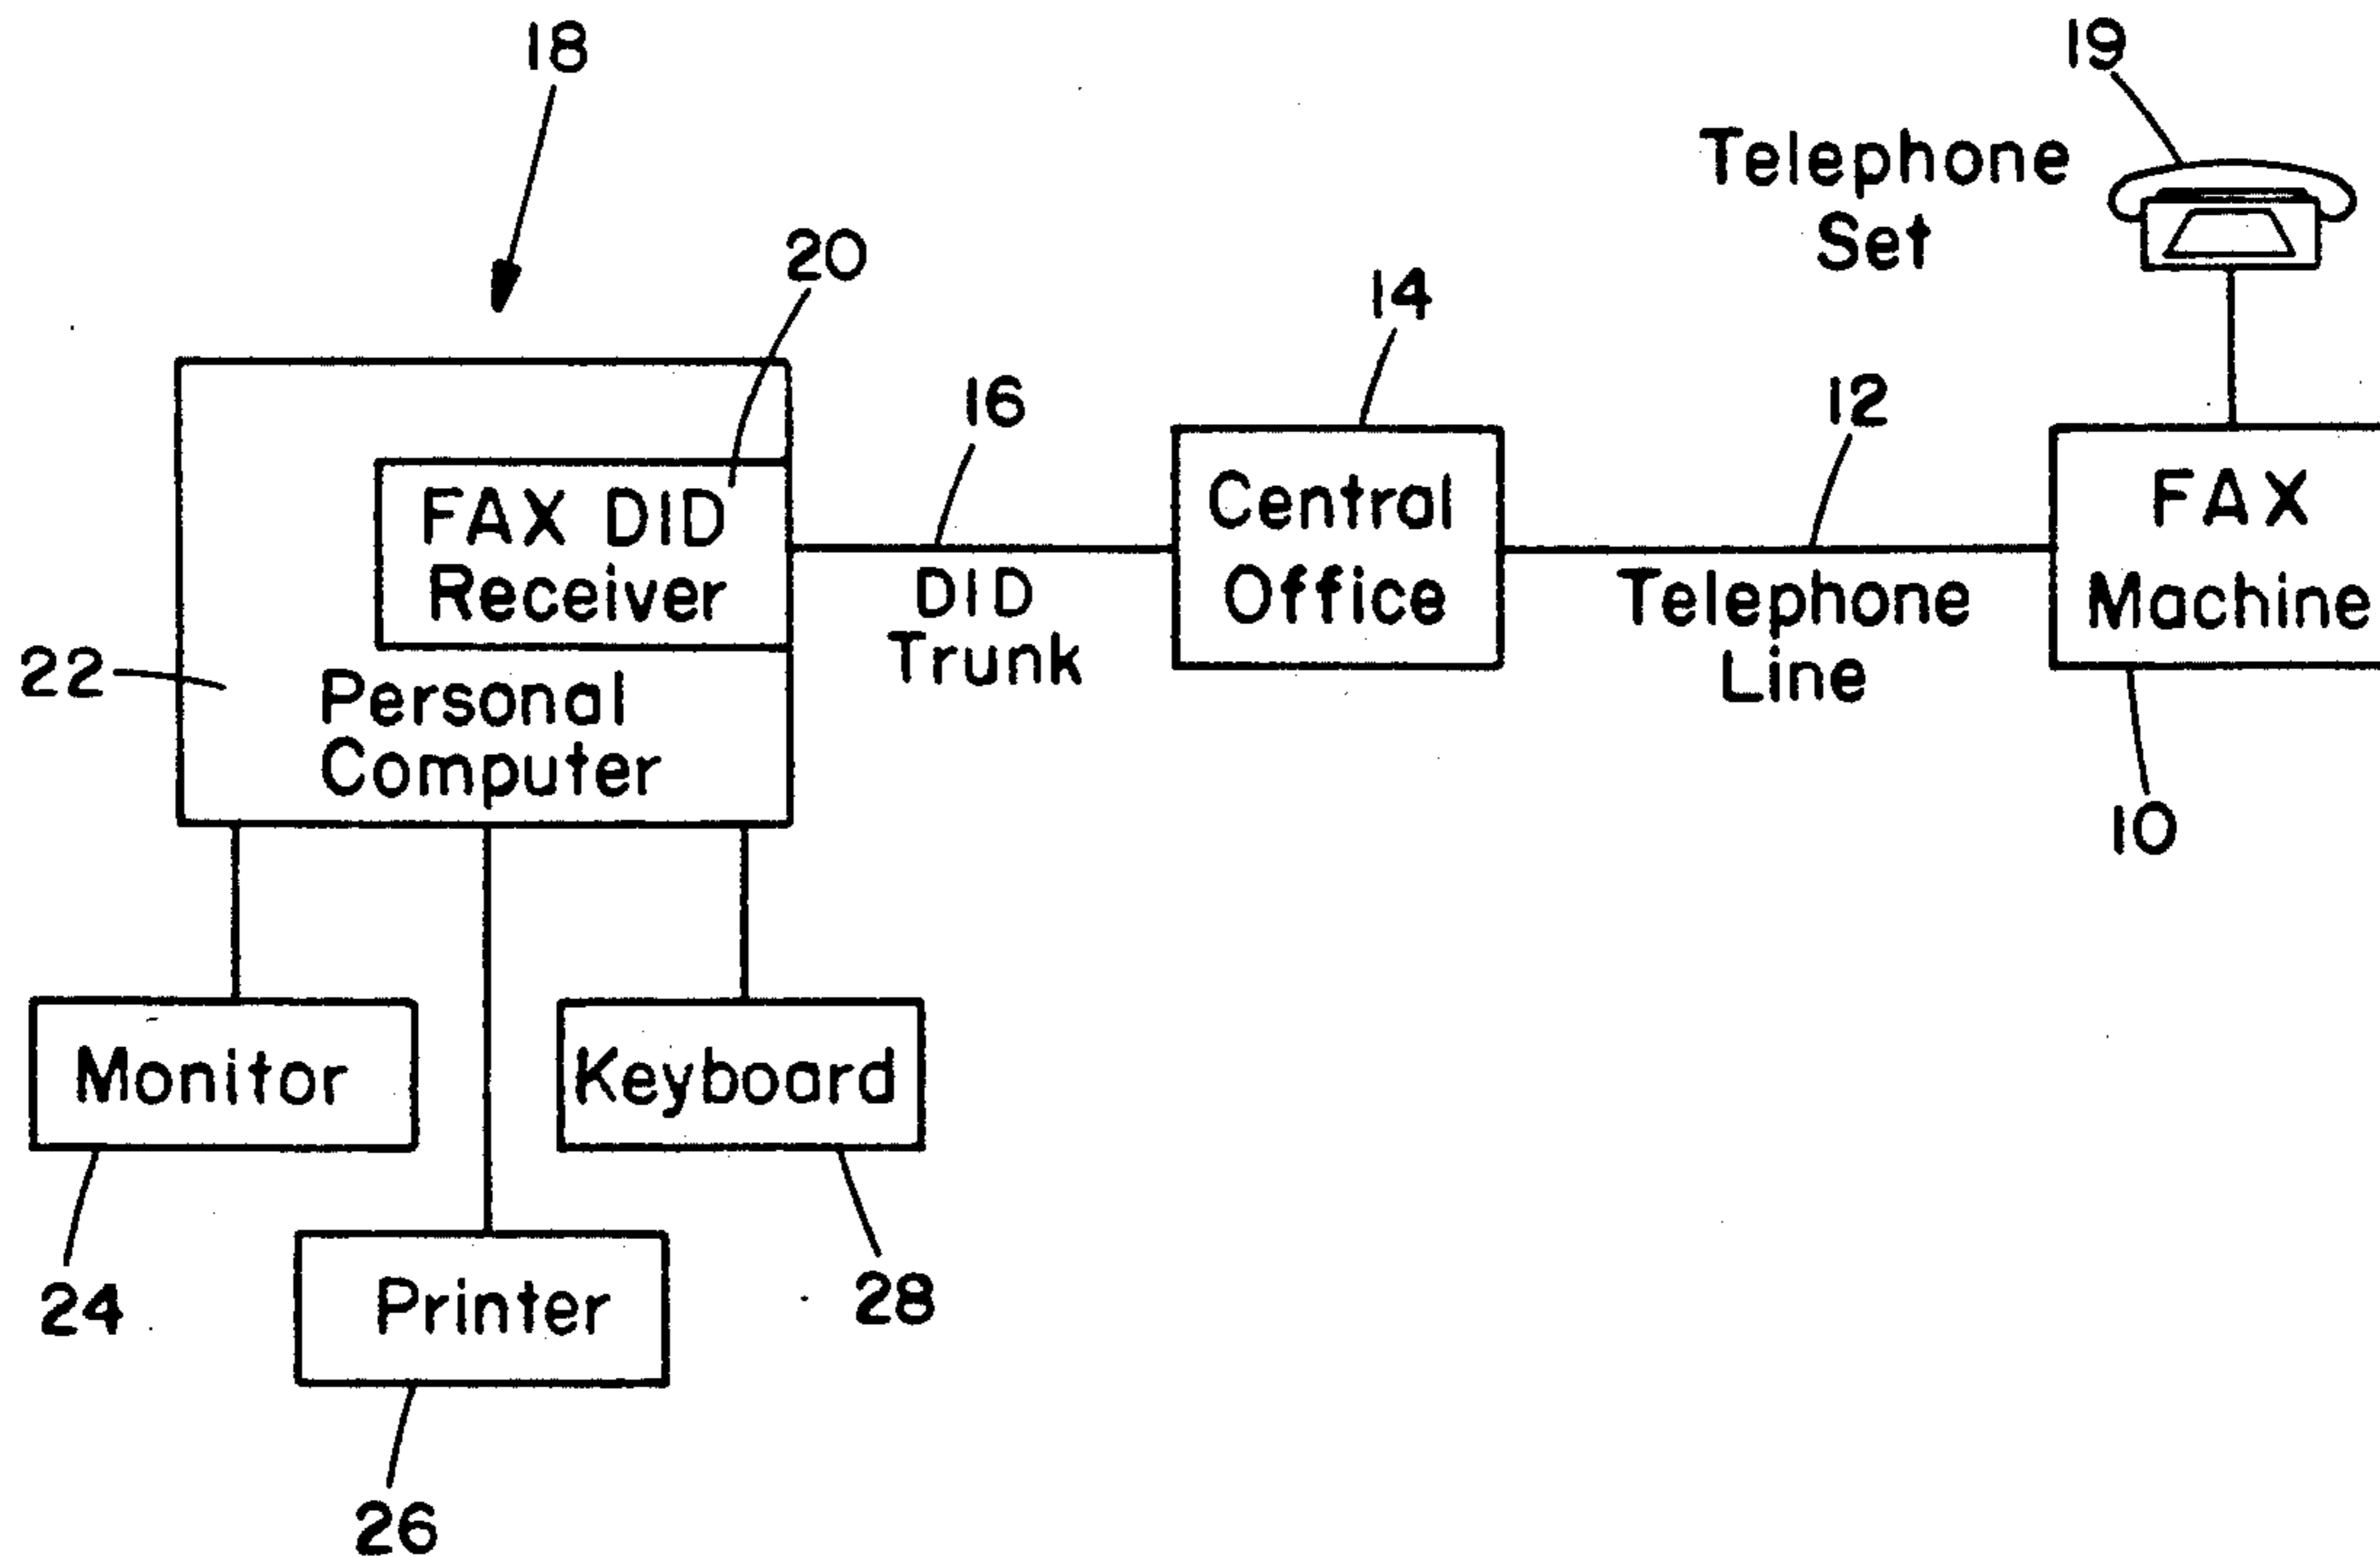 18
19
Telephone
Set
20
14
16
12
FAX DID
Receiver
Central
Office
FAX
Machine
DID
Trunk
Telephone
Line
22
Personal
Computer
10
Monitor
Keyboard
24
28
Printer
26